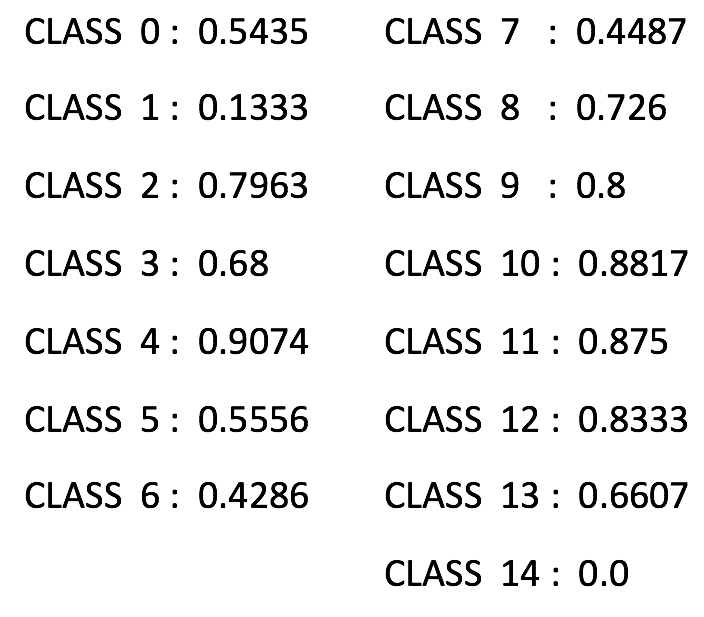 CLASS 0 : 0.5435
CLASS 1 : 0.1333
CLASS 2 : 0.7963
CLASS 3 : 0.68
CLASS 4 : 0.9074
CLASS 5 : 0.5556
CLASS 6 : 0.4286
CLASS 7 : 0.4487
CLASS 8 : 0.726
CLASS 9 : 0.8
CLASS 10 : 0.8817
CLASS 11 : 0.875
CLASS 12 : 0.8333
CLASS 13 : 0.6607
CLASS 14 : 0.0